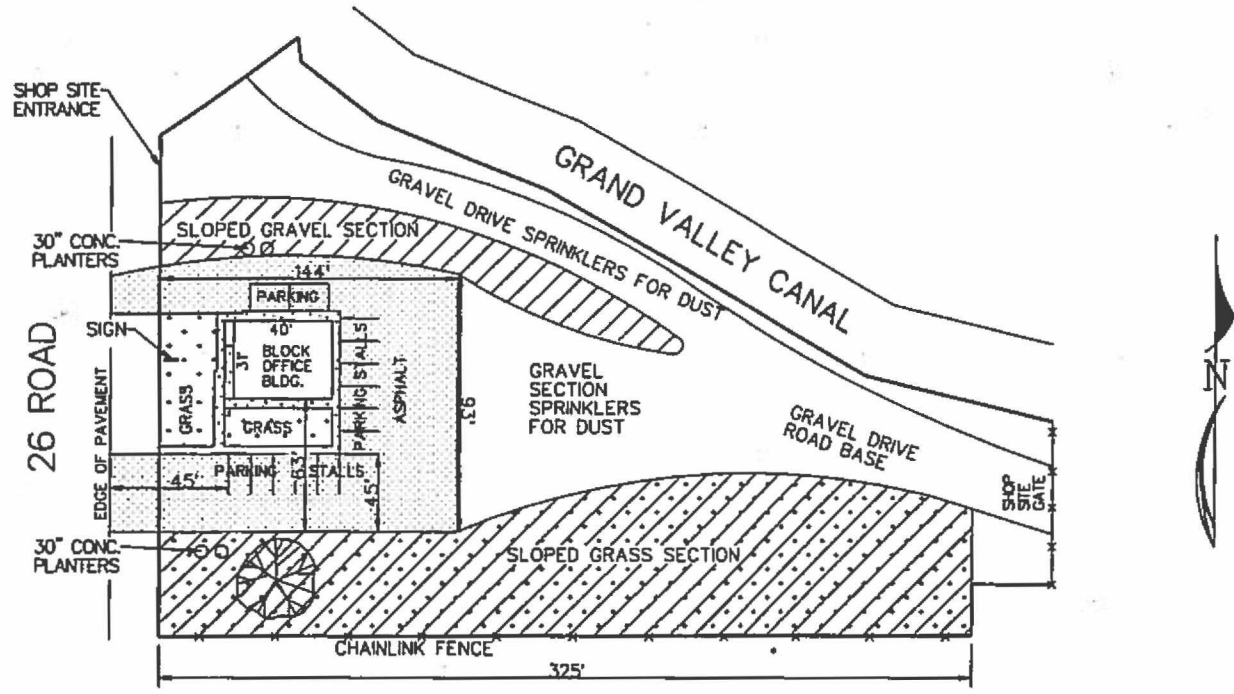 SHOP SITE
ENTRANCE
GRAND VALLEY CANAL
GRAVEL DRIVE SPRINKLERS FOR DUST
SLOPED GRAVEL SECTION
30" CONC.
PLANTERS
144'
PARKING
SIGN
40'
31'
BLOCK
OFFICE
BLDG.
GRASS
GRASS
PARKING STALLS
ASPHALT
93'
GRAVEL
SECTION
SPRINKLERS
FOR DUST
N
26 ROAD
EDGE OF PAVEMENT
GRAVEL DRIVE
ROAD BASE
PARKING STALLS
45'
63'
45'
SHOP
SITE
GATE
30" CONC.
PLANTERS
SLOPED GRASS SECTION
CHAINLINK FENCE
325'